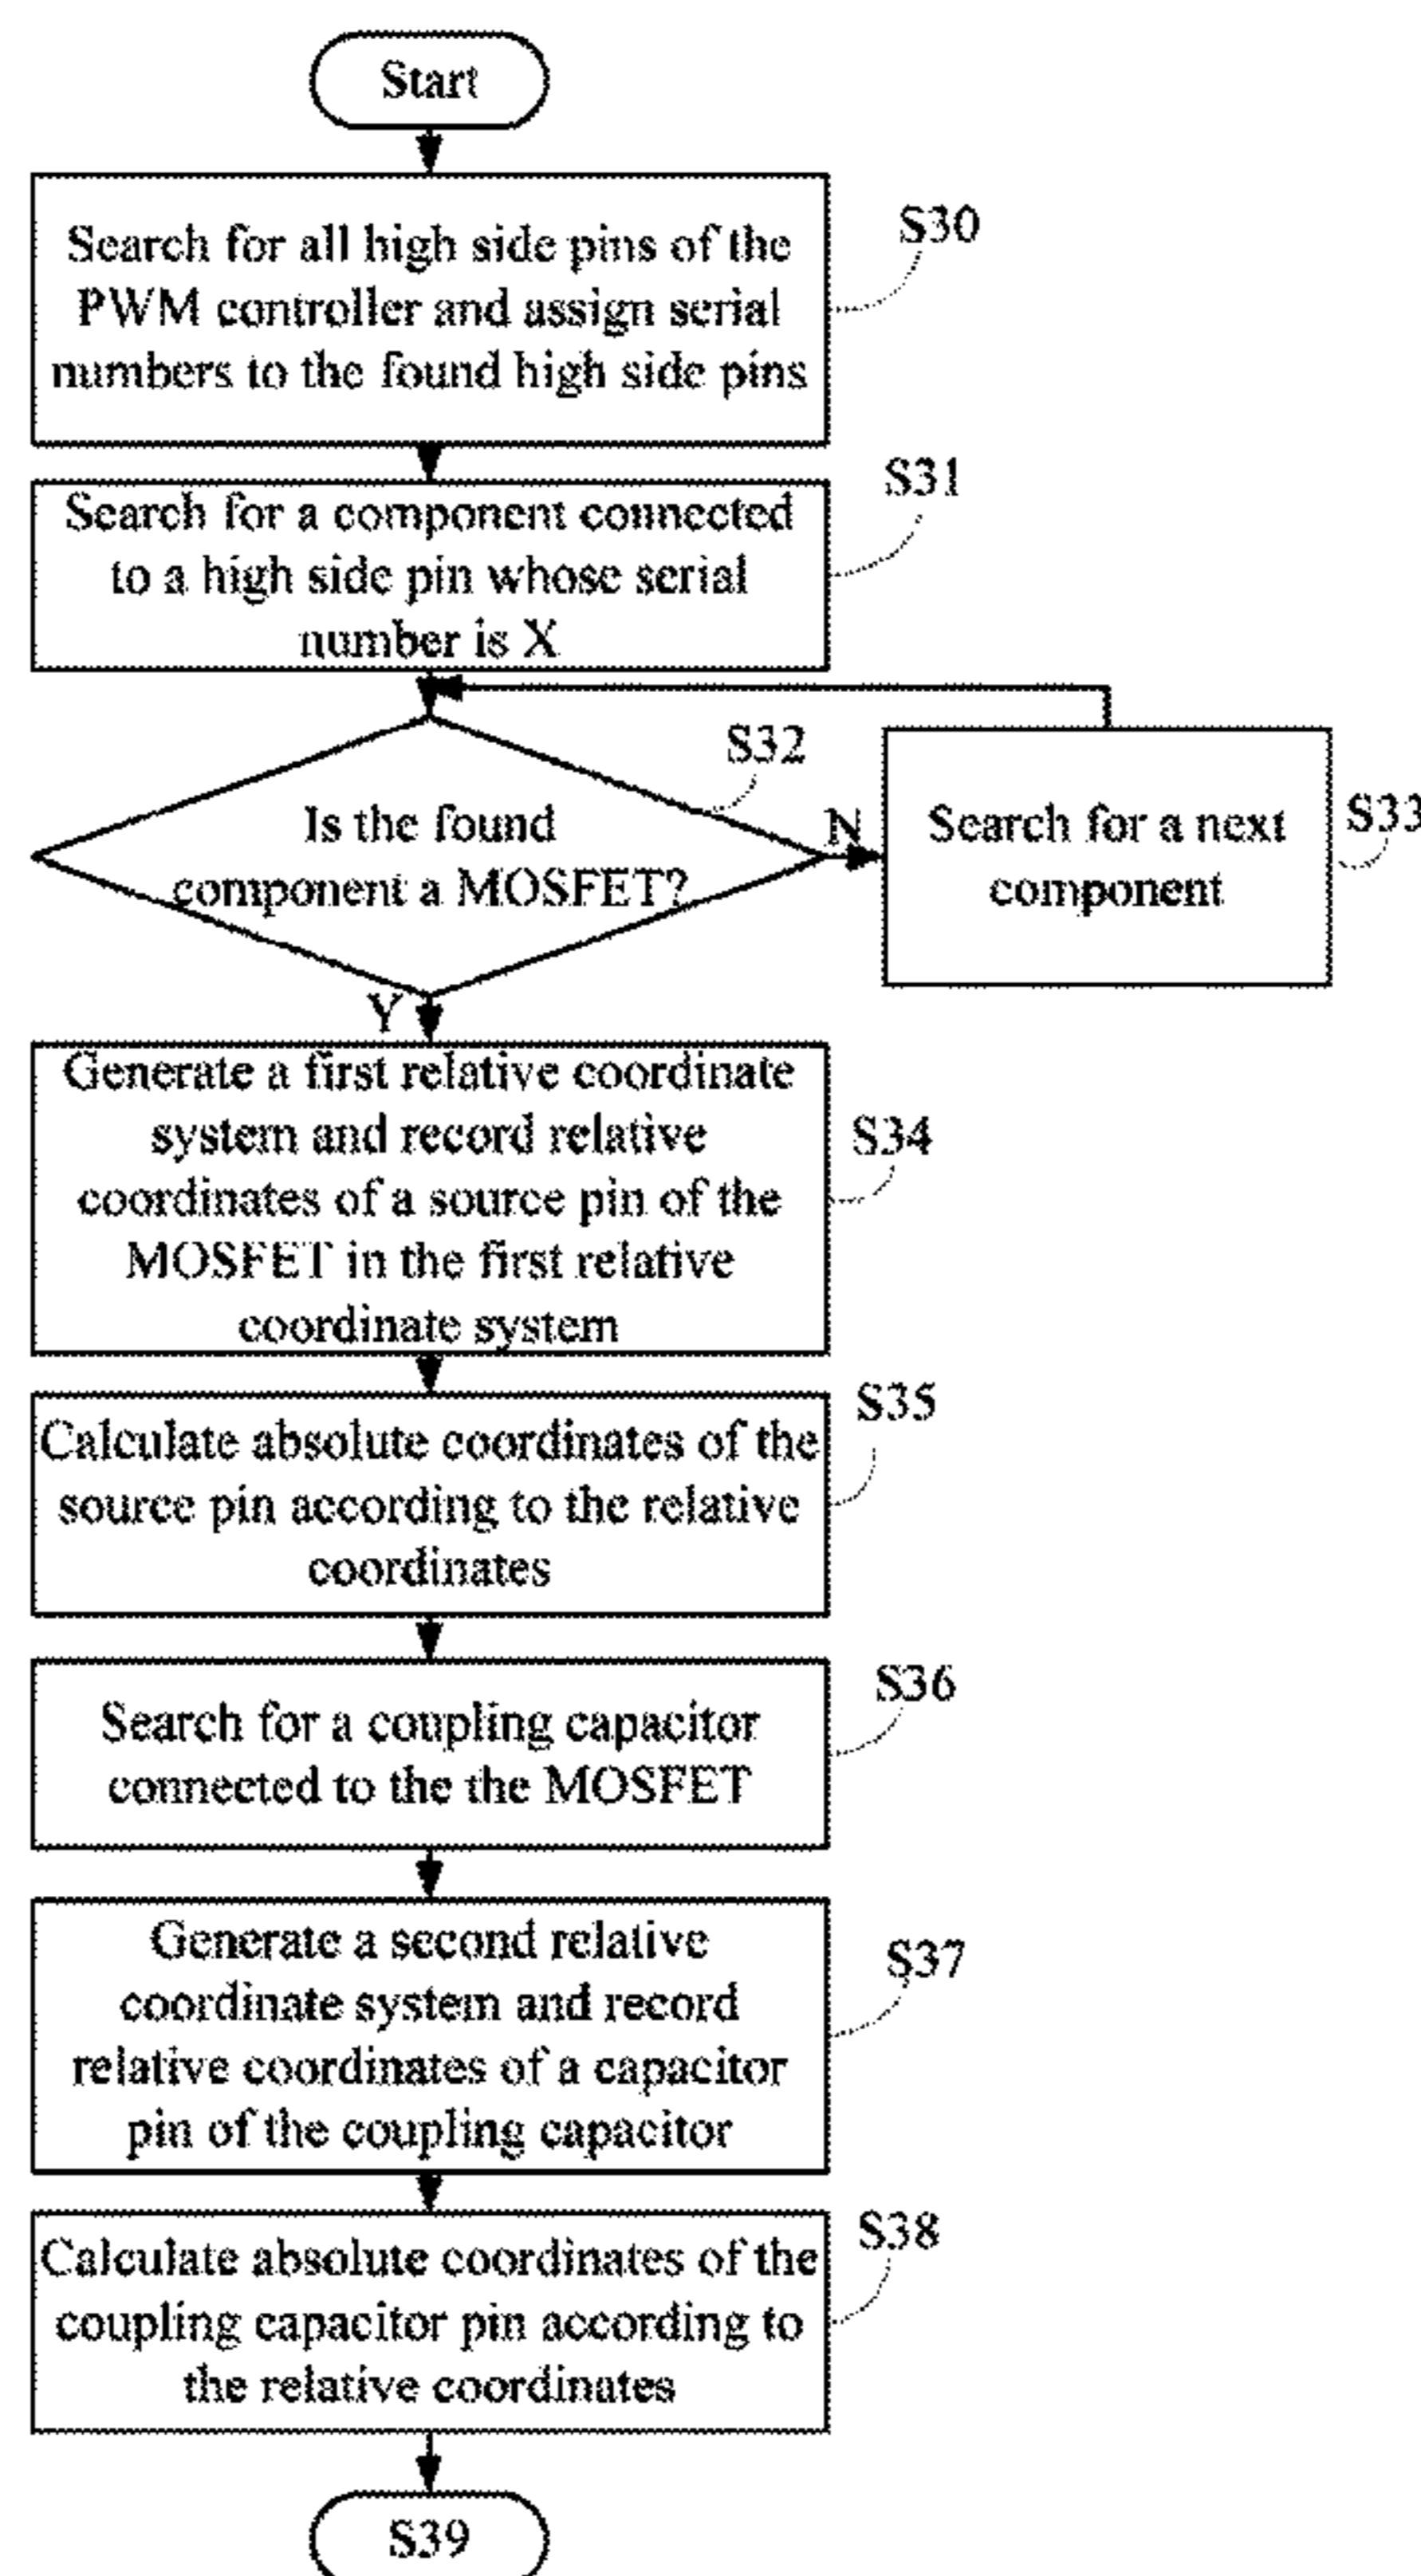 Start
Search for all high side pins of the
PWM controller and assign serial
numbers to the found high side pins
S30
Search for a component connected
to a high side pin whose serial
number is X
S31
Is the found
component a MOSFET?
S32
N
Search for a next
component
S33
Y
Generate a first relative coordinate
system and record relative
coordinates of a source pin of the
MOSFET in the first relative
coordinate system
S34
Calculate absolute coordinates of the
source pin according to the relative
coordinates
S35
Search for a coupling capacitor
connected to the the MOSFET
S36
Generate a second relative
coordinate system and record
relative coordinates of a capacitor
pin of the coupling capacitor
S37
Calculate absolute coordinates of the
coupling capacitor pin according to
the relative coordinates
S38
S39